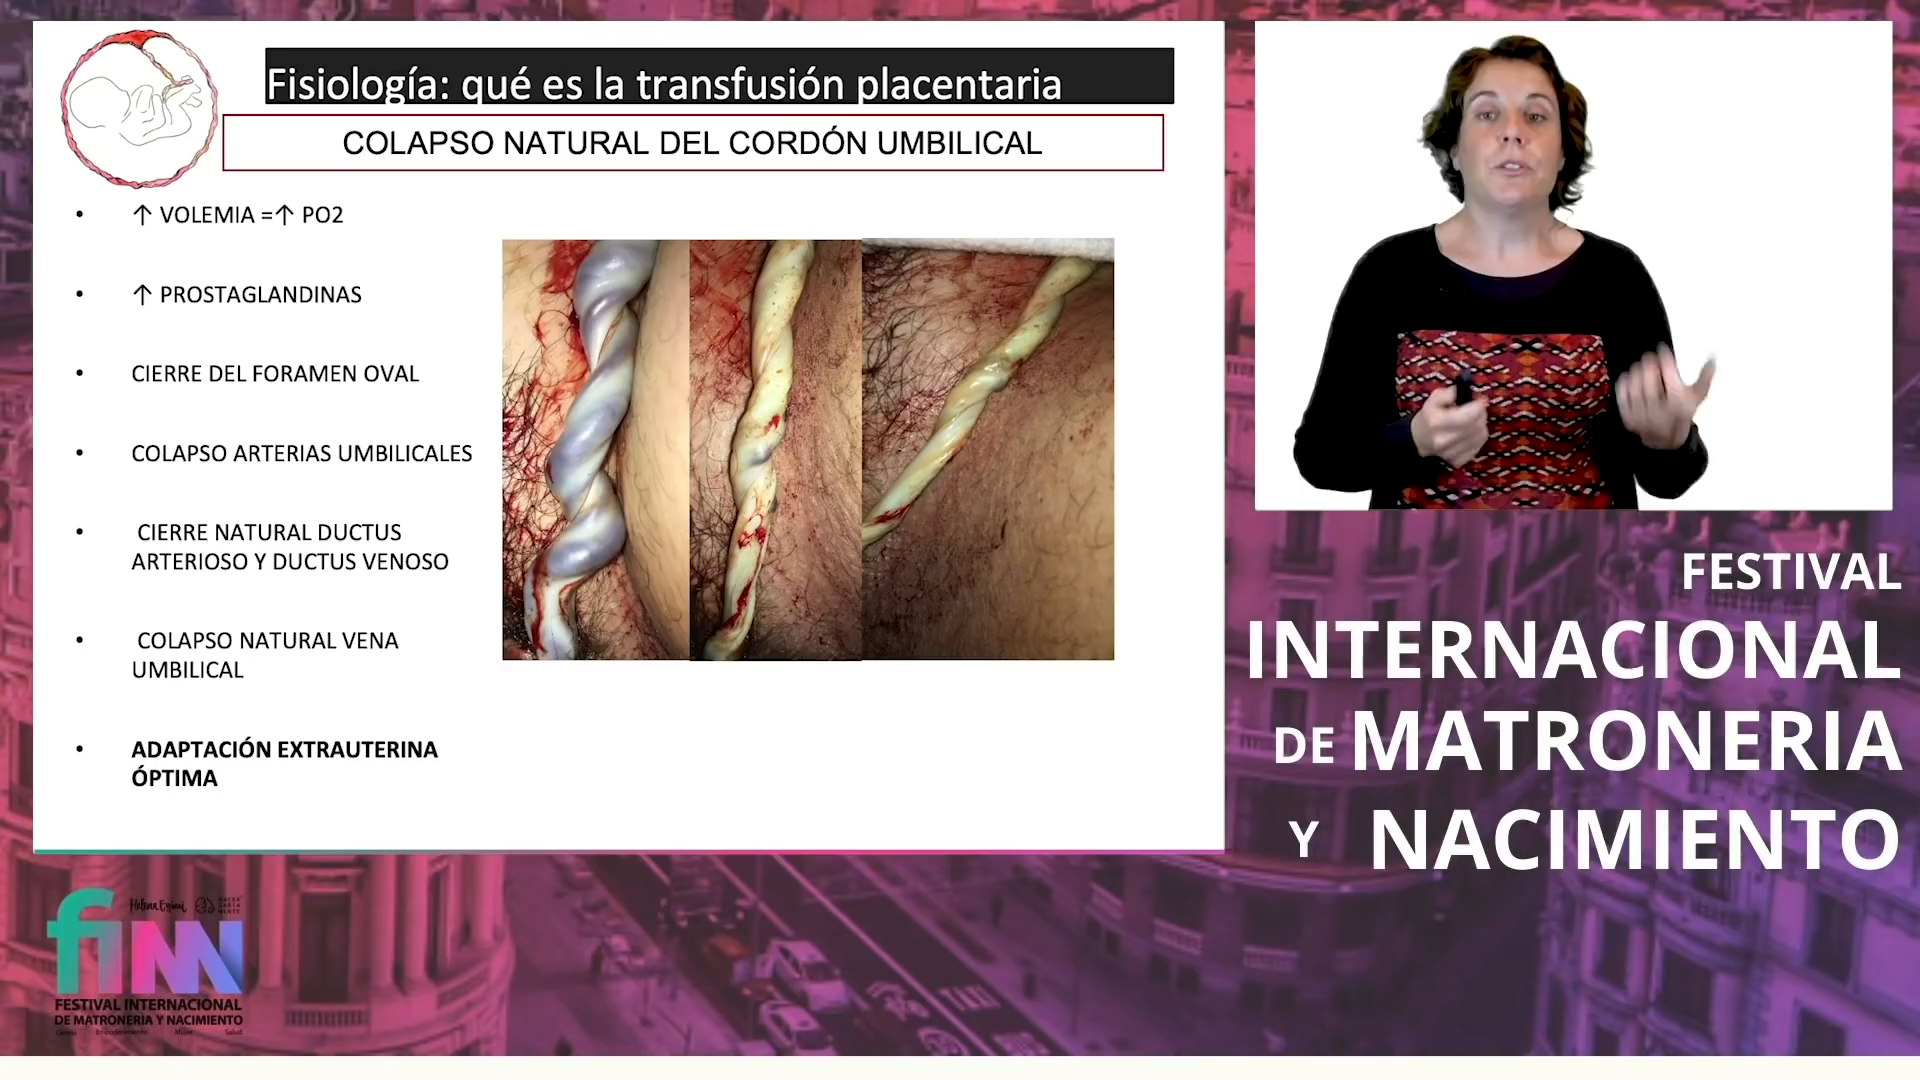 Fisiología: qué es la transfusión placentaria
COLAPSO NATURAL DEL CORDÓN UMBILICAL
• ↑ VOLEMIA =↑ PO2
• ↑ PROSTAGLANDINAS
• CIERRE DEL FORAMEN OVAL
• COLAPSO ARTERIAS UMBILICALES
• CIERRE NATURAL DUCTUS
ARTERIOSO Y DUCTUS VENOSO
• COLAPSO NATURAL VENA
UMBILICAL
• ADAPTACIÓN EXTRAUTERINA
ÓPTIMA
FESTIVAL
INTERNACIONAL
DE MATRONERIA
Y NACIMIENTO
TAXI
fimn
FESTIVAL INTERNACIONAL
DE MATRONERIA Y NACIMIENTO